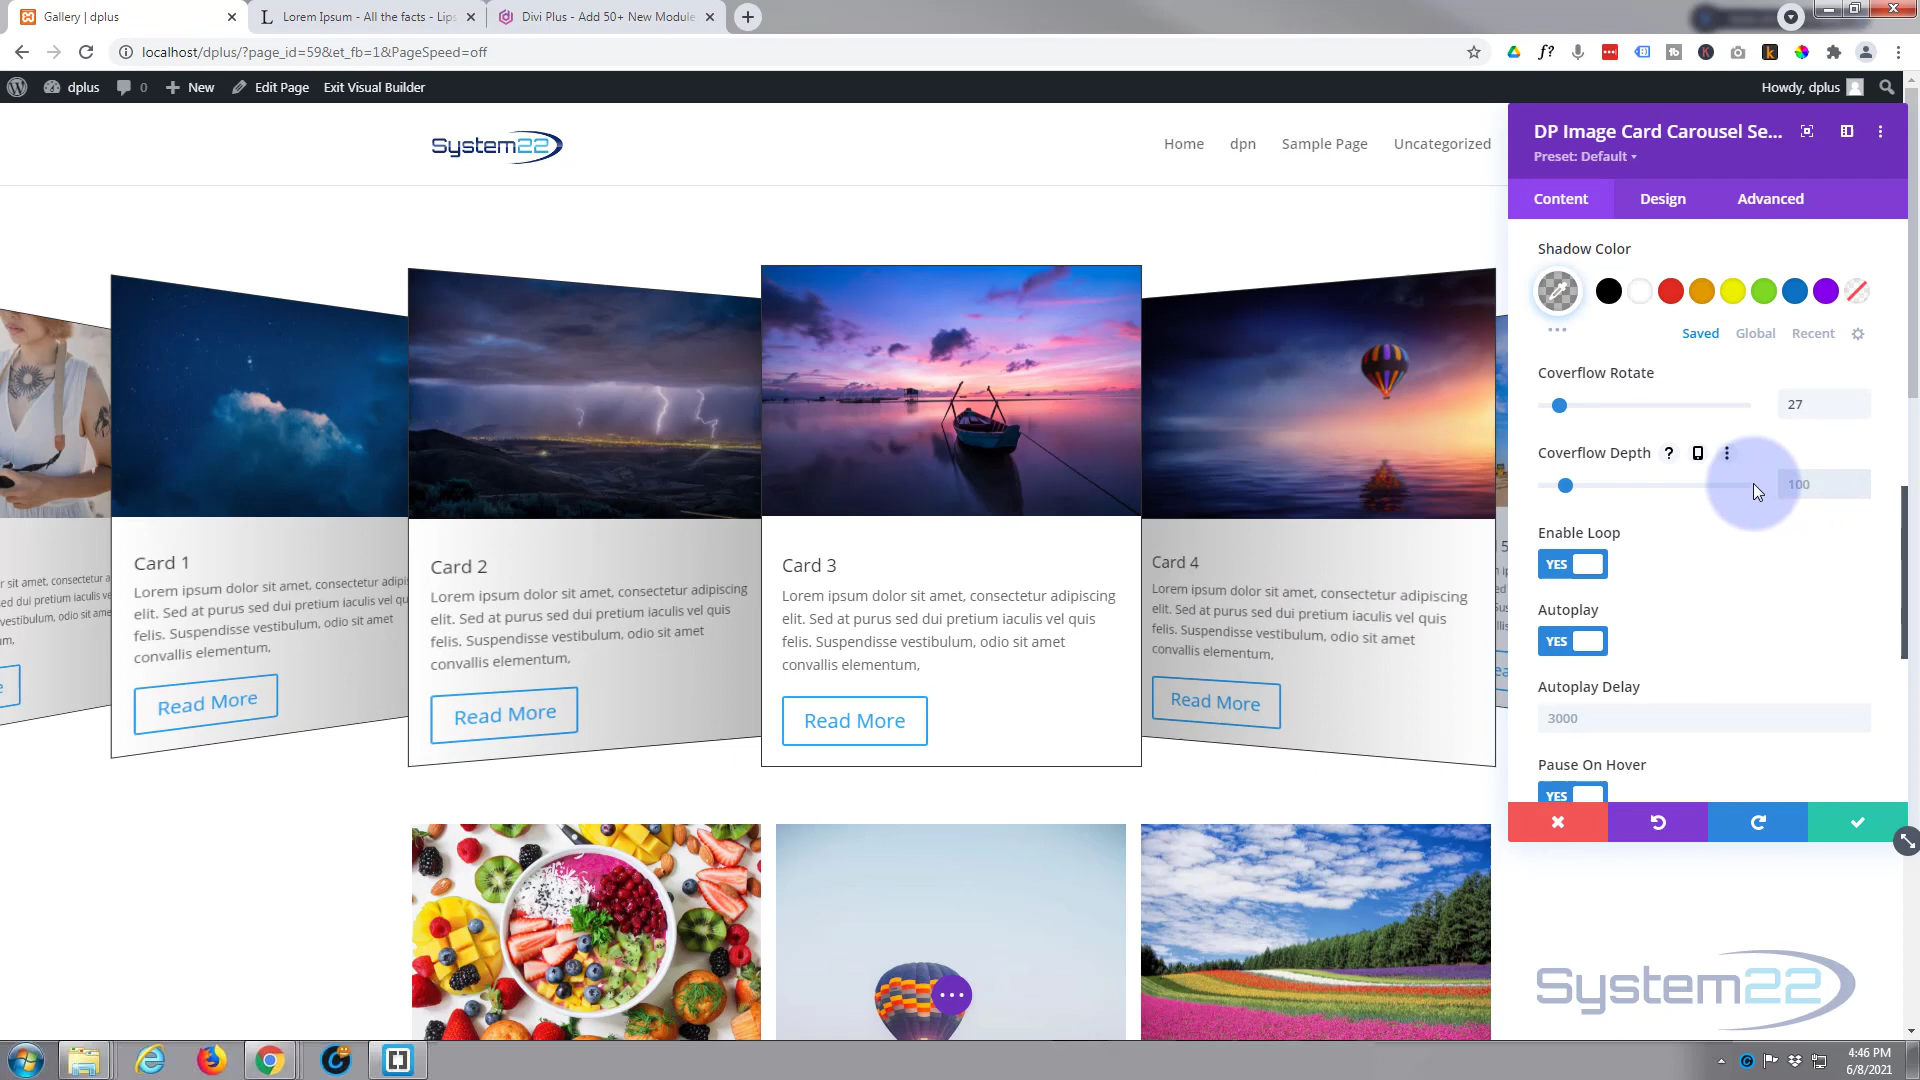 Gallery | dplus
Lorem Ipsum - All the facts - Lips
Divi Plus - Add 50+ New Module
localhost/dplus/?page_id=59&et_fb=1&PageSpeed=off
dplus 0 New Edit Page Exit Visual Builder
Howdy, dplus
System22
Home dpn Sample Page Uncategorized
DP Image Card Carousel Se...
Preset: Default
Content Design Advanced
Shadow Color
Saved Global Recent
Coverflow Rotate
27
Coverflow Depth ?
100
Enable Loop
YES
Autoplay
YES
Autoplay Delay
3000
Pause On Hover
YES
Card 1
Lorem ipsum dolor sit amet, consectetur adipi
elit. Sed at purus sed dui pretium iaculis vel qu
felis. Suspendisse vestibulum, odio sit amet
convallis elementum,
Read More
Card 2
Lorem ipsum dolor sit amet, consectetur adipiscing
elit. Sed at purus sed dui pretium iaculis vel quis
felis. Suspendisse vestibulum, odio sit amet
convallis elementum,
Read More
Card 3
Lorem ipsum dolor sit amet, consectetur adipiscing
elit. Sed at purus sed dui pretium iaculis vel quis
felis. Suspendisse vestibulum, odio sit amet
convallis elementum,
Read More
Card 4
Lorem ipsum dolor sit amet, consectetur adipiscing
elit. Sed at purus sed dui pretium iaculis vel quis
felis. Suspendisse vestibulum, odio sit amet
convallis elementum,
Read More
System22
4:46 PM
6/8/2021